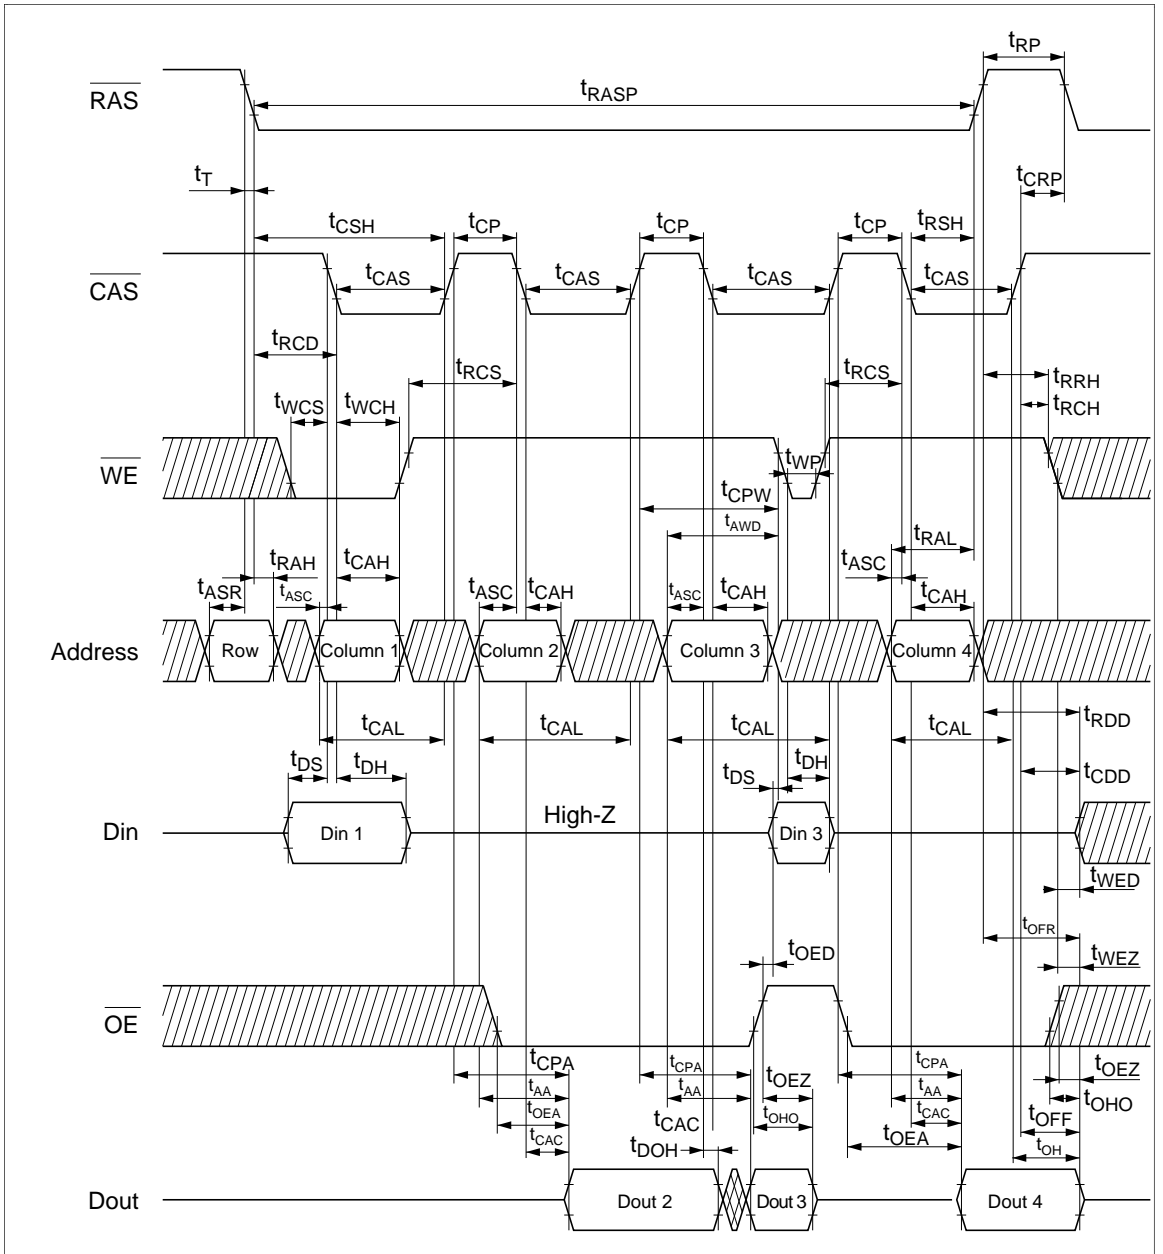 tRP
RAS
tRASP
tT
tCRP
tCSH
tCP
tCP
tCP
tRSH
CAS
tCAS
tCAS
tCAS
tCAS
tRCD
tRCS
tRCS
tRRH
tWCS
tWCH
tRCH
WE
tWP
tCPW
tAWD
tRAL
tRAH
tCAH
tASC
tASR
tASC
tASC
tCAH
tASC
tCAH
tCAH
Address
Row
Column 1
Column 2
Column 3
Column 4
tRDD
tCAL
tCAL
tCAL
tCAL
tDS
tDH
tDS
tDH
tCDD
Din
Din 1
High-Z
Din 3
tWED
tOFR
tOED
tWEZ
OE
tCPA
tCPA
tCPA
tOEZ
tAA
tAA
tOEZ
tAA
tOHO
tOEA
tCAC
tOHO
tCAC
tOFF
tCAC
tDOH
tOEA
tOH
Dout
Dout 2
Dout 3
Dout 4